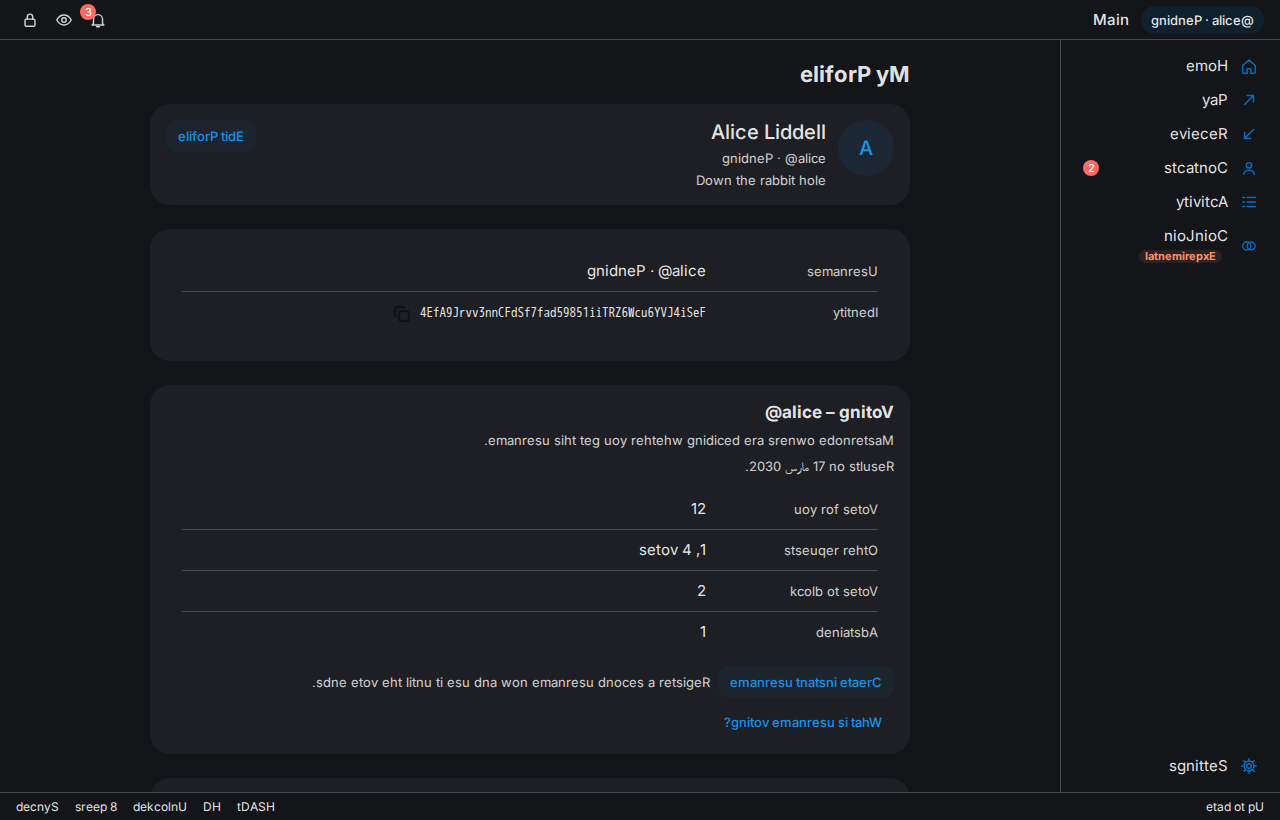 3
Main
gnidneP · alice@
emoH
yaP
evieceR
stcatnoC
2
ytivitcA
nioJnioC
latnemirepxE
sgnitteS
eliforP yM
eliforP tidE
A
Alice Liddell
gnidneP · @alice
Down the rabbit hole
semanresU
gnidneP · @alice
ytitnedI
4EfA9Jrvv3nnCFdSf7fad59851iiTRZ6Wcu6YVJ4iSeF
@alice – gnitoV
.emanresu siht teg uoy rehtehw gnidiced era srenwo edonretsaM
.2030 مارس 17 no stluseR
uoy rof setoV
12
stseuqer rehtO
setov 4 ,1
kcolb ot setoV
2
deniatsbA
1
emanresu tnatsni etaerC
.sdne etov eht litnu ti esu dna won emanresu dnoces a retsigeR
?gnitov emanresu si tahW
decnyS
sreep 8
dekcolnU
DH
tDASH
etad ot pU